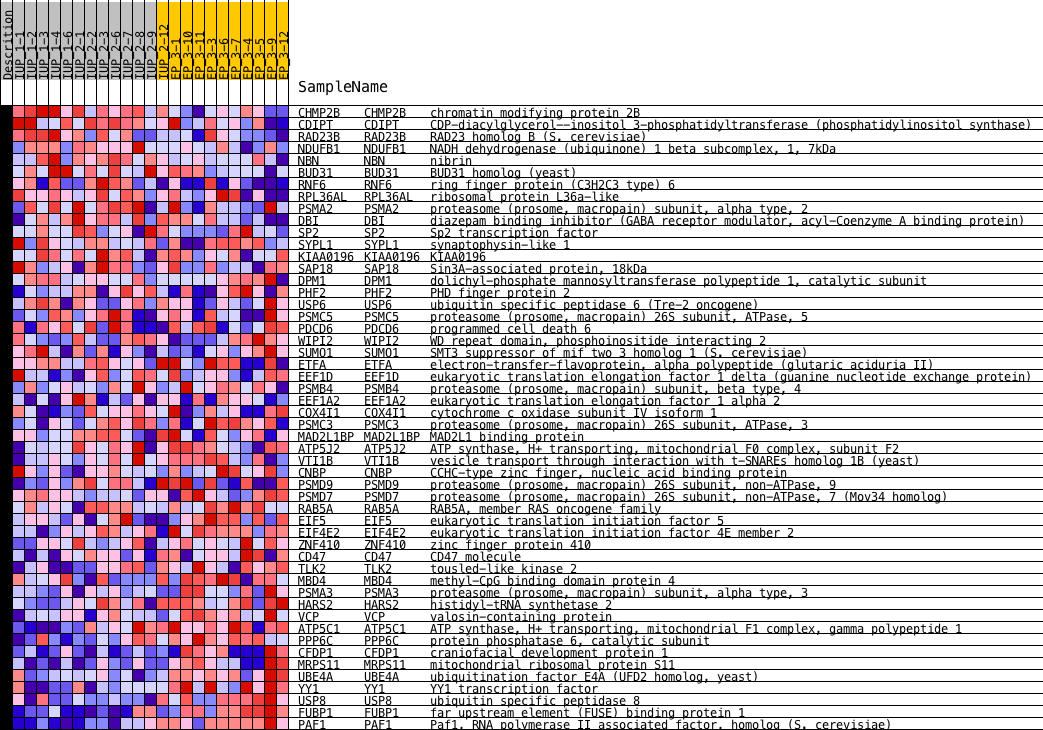 Descrition
IUP_1-1
IUP_1-2
IUP_1-3
IUP_1-4
IUP_1-6
IUP_2-1
IUP_2-2
IUP_2-3
IUP_2-6
IUP_2-7
IUP_2-8
IUP_2-9
IUP_2-12
EP_3-1
EP_3-10
EP_3-11
EP_3-3
EP_3-6
EP_3-7
EP_3-4
EP_3-5
EP_3-9
EP_3-12
SampleName
CHMP2B CHMP2B chromatin modifying protein 2B
CDIPT CDIPT CDP-diacylglycerol--inositol 3-phosphatidyltransferase (phosphatidylinositol synthase)
RAD23B RAD23B RAD23 homolog B (S. cerevisiae)
NDUFB1 NDUFB1 NADH dehydrogenase (ubiquinone) 1 beta subcomplex, 1, 7kDa
NBN NBN nibrin
BUD31 BUD31 BUD31 homolog (yeast)
RNF6 RNF6 ring finger protein (C3H2C3 type) 6
RPL36AL RPL36AL ribosomal protein L36a-like
PSMA2 PSMA2 proteasome (prosome, macropain) subunit, alpha type, 2
DBI DBI diazepam binding inhibitor (GABA receptor modulator, acyl-Coenzyme A binding protein)
SP2 SP2 Sp2 transcription factor
SYPL1 SYPL1 synaptophysin-like 1
KIAA0196 KIAA0196 KIAA0196
SAP18 SAP18 Sin3A-associated protein, 18kDa
DPM1 DPM1 dolichyl-phosphate mannosyltransferase polypeptide 1, catalytic subunit
PHF2 PHF2 PHD finger protein 2
USP6 USP6 ubiquitin specific peptidase 6 (Tre-2 oncogene)
PSMC5 PSMC5 proteasome (prosome, macropain) 26S subunit, ATPase, 5
PDCD6 PDCD6 programmed cell death 6
WIPI2 WIPI2 WD repeat domain, phosphoinositide interacting 2
SUMO1 SUMO1 SMT3 suppressor of mif two 3 homolog 1 (S. cerevisiae)
ETFA ETFA electron-transfer-flavoprotein, alpha polypeptide (glutaric aciduria II)
EEF1D EEF1D eukaryotic translation elongation factor 1 delta (guanine nucleotide exchange protein)
PSMB4 PSMB4 proteasome (prosome, macropain) subunit, beta type, 4
EEF1A2 EEF1A2 eukaryotic translation elongation factor 1 alpha 2
COX4I1 COX4I1 cytochrome c oxidase subunit IV isoform 1
PSMC3 PSMC3 proteasome (prosome, macropain) 26S subunit, ATPase, 3
MAD2L1BP MAD2L1BP MAD2L1 binding protein
ATP5J2 ATP5J2 ATP synthase, H+ transporting, mitochondrial F0 complex, subunit F2
VTI1B VTI1B vesicle transport through interaction with t-SNAREs homolog 1B (yeast)
CNBP CNBP CCHC-type zinc finger, nucleic acid binding protein
PSMD9 PSMD9 proteasome (prosome, macropain) 26S subunit, non-ATPase, 9
PSMD7 PSMD7 proteasome (prosome, macropain) 26S subunit, non-ATPase, 7 (Mov34 homolog)
RAB5A RAB5A RAB5A, member RAS oncogene family
EIF5 EIF5 eukaryotic translation initiation factor 5
EIF4E2 EIF4E2 eukaryotic translation initiation factor 4E member 2
ZNF410 ZNF410 zinc finger protein 410
CD47 CD47 CD47 molecule
TLK2 TLK2 tousled-like kinase 2
MBD4 MBD4 methyl-CpG binding domain protein 4
PSMA3 PSMA3 proteasome (prosome, macropain) subunit, alpha type, 3
HARS2 HARS2 histidyl-tRNA synthetase 2
VCP VCP valosin-containing protein
ATP5C1 ATP5C1 ATP synthase, H+ transporting, mitochondrial F1 complex, gamma polypeptide 1
PPP6C PPP6C protein phosphatase 6, catalytic subunit
CFDP1 CFDP1 craniofacial development protein 1
MRPS11 MRPS11 mitochondrial ribosomal protein S11
UBE4A UBE4A ubiquitination factor E4A (UFD2 homolog, yeast)
YY1 YY1 YY1 transcription factor
USP8 USP8 ubiquitin specific peptidase 8
FUBP1 FUBP1 far upstream element (FUSE) binding protein 1
PAF1 PAF1 Paf1, RNA polymerase II associated factor, homolog (S. cerevisiae)